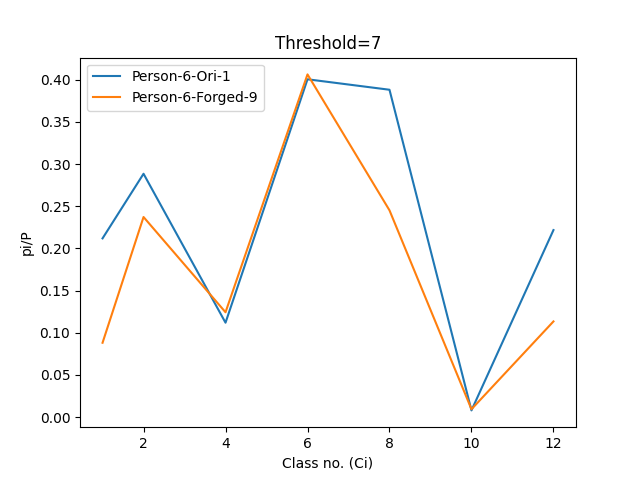 Threshold=7
Person-6-Ori-1
Person-6-Forged-9
0.40
0.35
0.30
0.25
0.20
0.15
0.10
0.05
0.00
pi/P
2 4 6 8 10 12
Class no. (Ci)